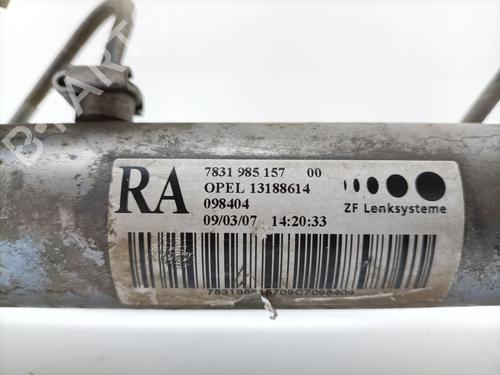 RA
7831 985 157 00
OPEL 13188614
098404
09/03/07 14:20:33
ZF Lenksysteme